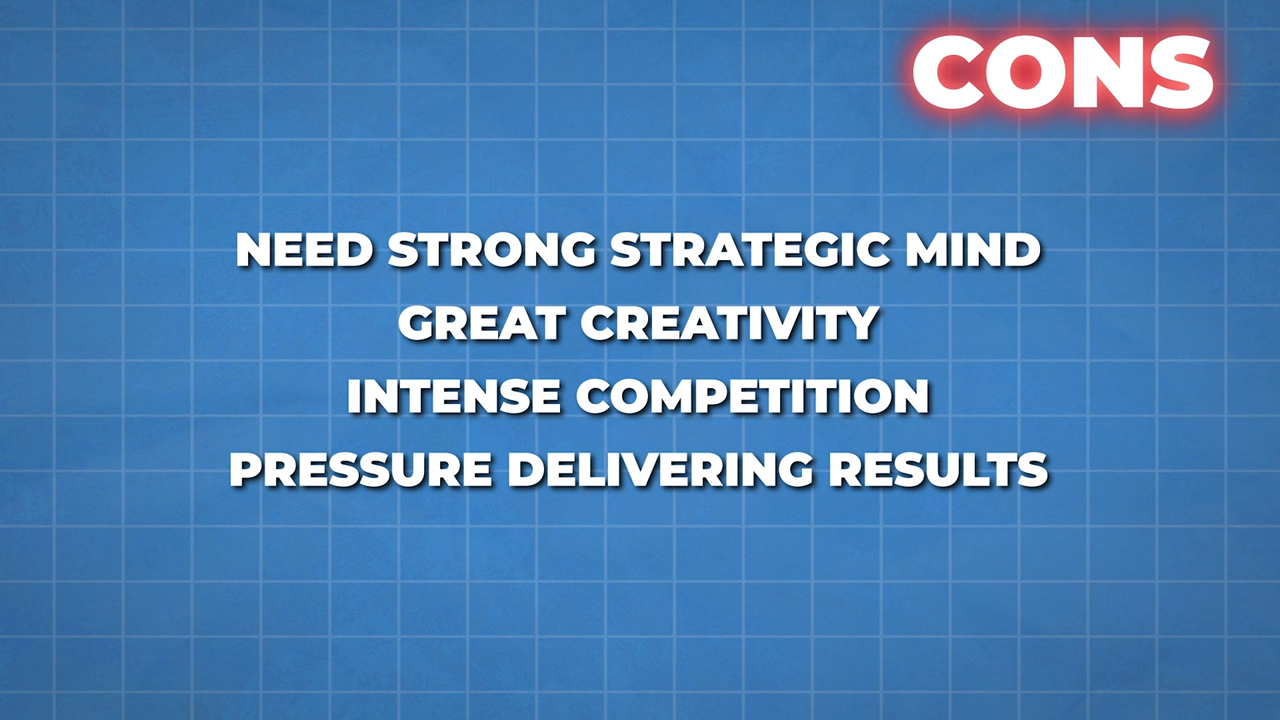 CONS
NEED STRONG STRATEGIC MIND
GREAT CREATIVITY
INTENSE COMPETITION
PRESSURE DELIVERING RESULTS